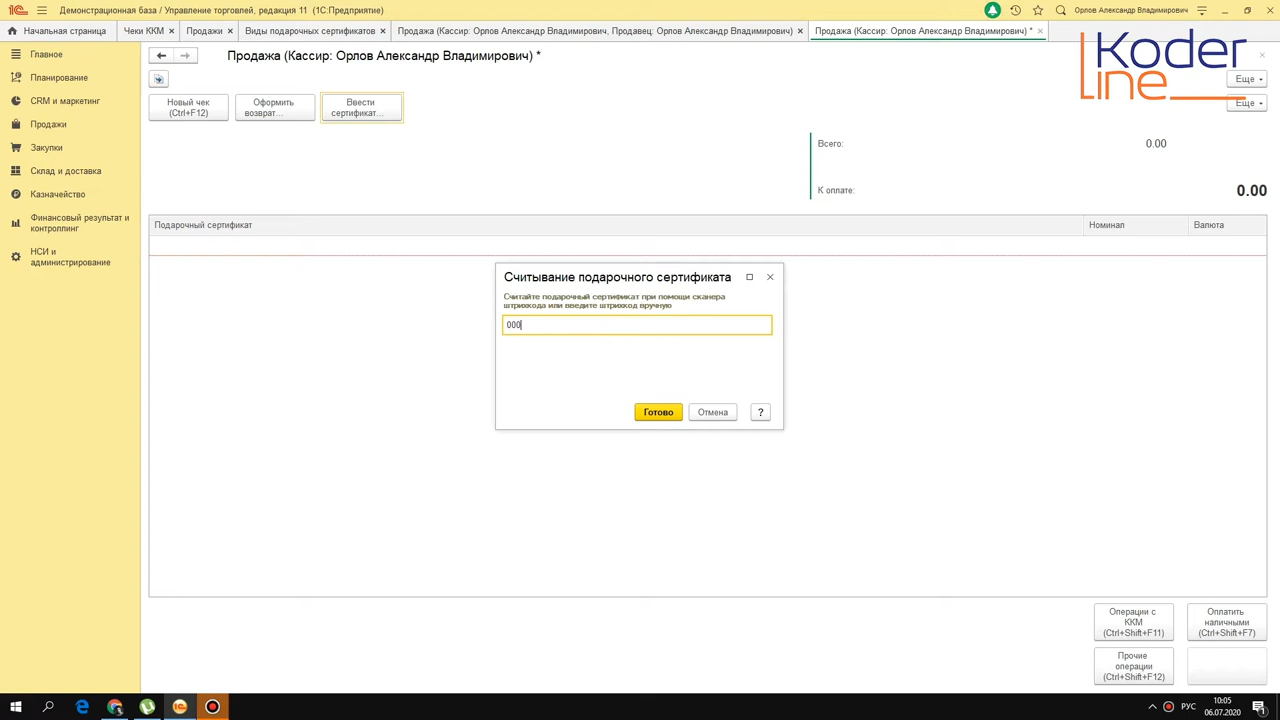 Демонстрационная база / Управление торговлей, редакция 11 (1С:Предприятие)
Орлов Александр Владимирович
Начальная страница
Чеки ККМ
Продажи
Виды подарочных сертификатов
Продажа (Кассир: Орлов Александр Владимирович, Продавец: Орлов Александр Владимирович)
Продажа (Кассир: Орлов Александр Владимирович) *
Главное
Планирование
CRM и маркетинг
Продажи
Закупки
Склад и доставка
Казначейство
Финансовый результат и
контроллинг
НСИ и
администрирование
Продажа (Кассир: Орлов Александр Владимирович) *
Koder
line
Еще
Еще
Новый чек
(Ctrl+F12)
Оформить
возврат...
Ввести
сертификат...
Всего:
0.00
К оплате:
0.00
Подарочный сертификат
Номинал
Валюта
Считывание подарочного сертификата
Считайте подарочный сертификат при помощи сканера
штрихкода или введите штрихкод вручную
000
Готово
Отмена
?
Операции с
ККМ
(Ctrl+Shift+F11)
Оплатить
наличными
(Ctrl+Shift+F7)
Прочие
операции
(Ctrl+Shift+F12)
РУС
10:05
06.07.2020